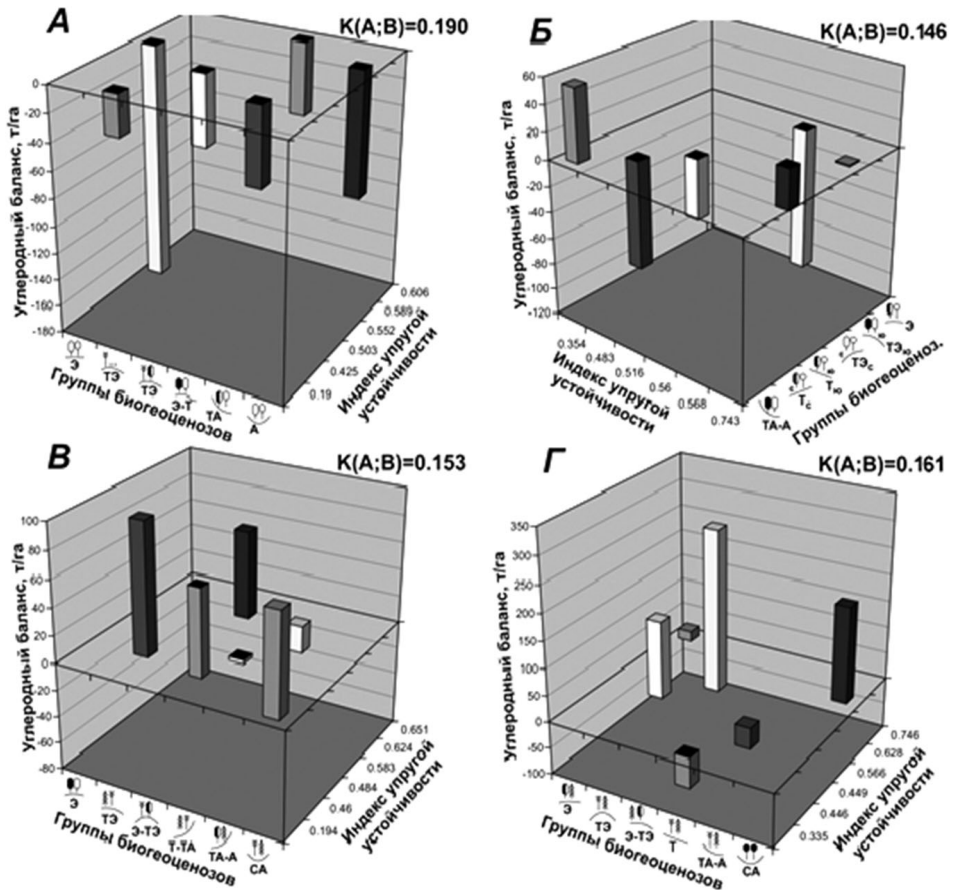 А
К(А;В)=0.190
Углеродный баланс, т/га
0
-20
-40
-60
-80
-100
-120
-140
-160
-180
Э
ТЭ
ТЭ
Э-Т
ТА
А
Группы биогеоценозов
0.19
0.425
0.503
0.552
0.589
0.606
Индекс упругой
устойчивости
Б
К(А;В)=0.146
Углеродный баланс, т/га
60
40
20
0
-20
-40
-60
-80
-100
-120
0.354
0.483
0.516
0.56
0.568
0.743
Индекс упругой
устойчивости
ТА-А
с
Тс
ю
Тю
с
ТЭс
ю
ТЭю
Э
Группы биогеоценоз.
В
К(А;В)=0.153
Углеродный баланс, т/га
100
80
60
40
20
0
-20
-40
-60
-80
Э
ТЭ
Э-ТЭ
Т-ТА
ТА-А
СА
Группы биогеоценозов
0.194
0.46
0.484
0.583
0.624
0.651
Индекс упругой
устойчивости
Г
К(А;В)=0.161
Углеродный баланс, т/га
350
300
250
200
150
100
50
0
-50
-100
Э
ТЭ
Э-ТЭ
Т
ТА-А
СА
Группы биогеоценозов
0.335
0.446
0.449
0.566
0.628
0.746
Индекс упругой
устойчивости